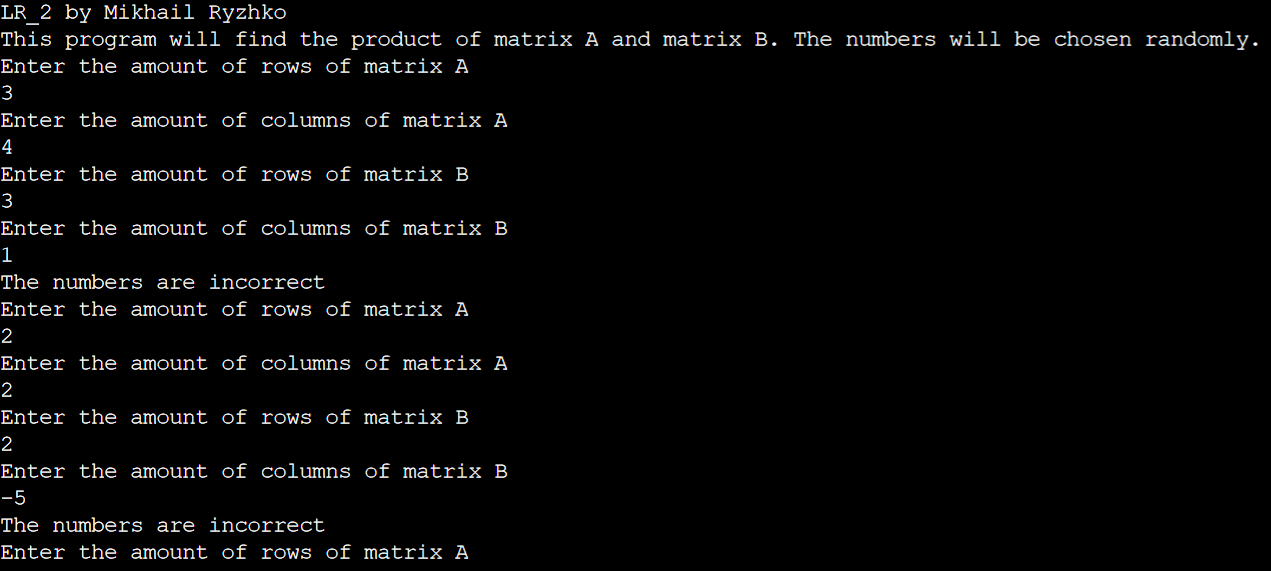 LR_2 by Mikhail Ryzhko
This program will find the product of matrix A and matrix B. The numbers will be chosen randomly.
Enter the amount of rows of matrix A
3
Enter the amount of columns of matrix A
4
Enter the amount of rows of matrix B
3
Enter the amount of columns of matrix B
1
The numbers are incorrect
Enter the amount of rows of matrix A
2
Enter the amount of columns of matrix A
2
Enter the amount of rows of matrix B
2
Enter the amount of columns of matrix B
-5
The numbers are incorrect
Enter the amount of rows of matrix A